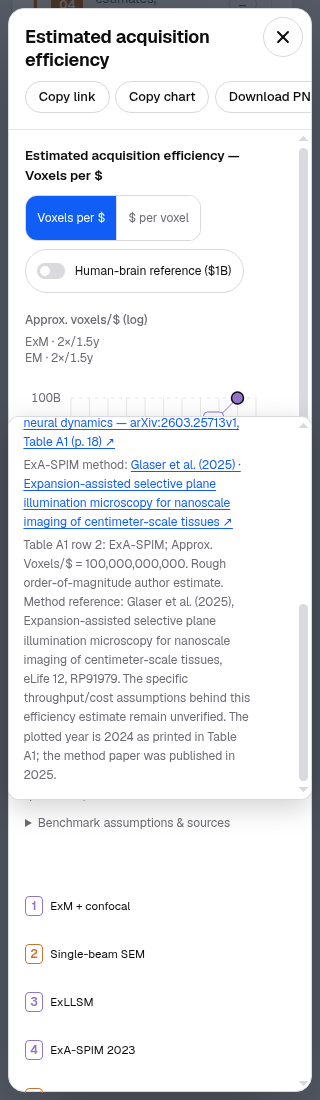 Estimated acquisition
efficiency
Copy link
Copy chart
Download PN
Estimated acquisition efficiency —
Voxels per $
Voxels per $
$ per voxel
Human-brain reference ($1B)
Approx. voxels/$ (log)
ExM · 2×/1.5y
EM · 2×/1.5y
100B
neural dynamics — arXiv:2603.25713v1,
Table A1 (p. 18) ↗
ExA-SPIM method: Glaser et al. (2025) ·
Expansion-assisted selective plane
illumination microscopy for nanoscale
imaging of centimeter-scale tissues ↗
Table A1 row 2: ExA-SPIM; Approx.
Voxels/$ = 100,000,000,000. Rough
order-of-magnitude author estimate.
Method reference: Glaser et al. (2025),
Expansion-assisted selective plane
illumination microscopy for nanoscale
imaging of centimeter-scale tissues,
eLife 12, RP91979. The specific
throughput/cost assumptions behind this
efficiency estimate remain unverified. The
plotted year is 2024 as printed in Table
A1; the method paper was published in
2025.
▶ Benchmark assumptions & sources
1 ExM + confocal
2 Single-beam SEM
3 ExLLSM
4 ExA-SPIM 2023